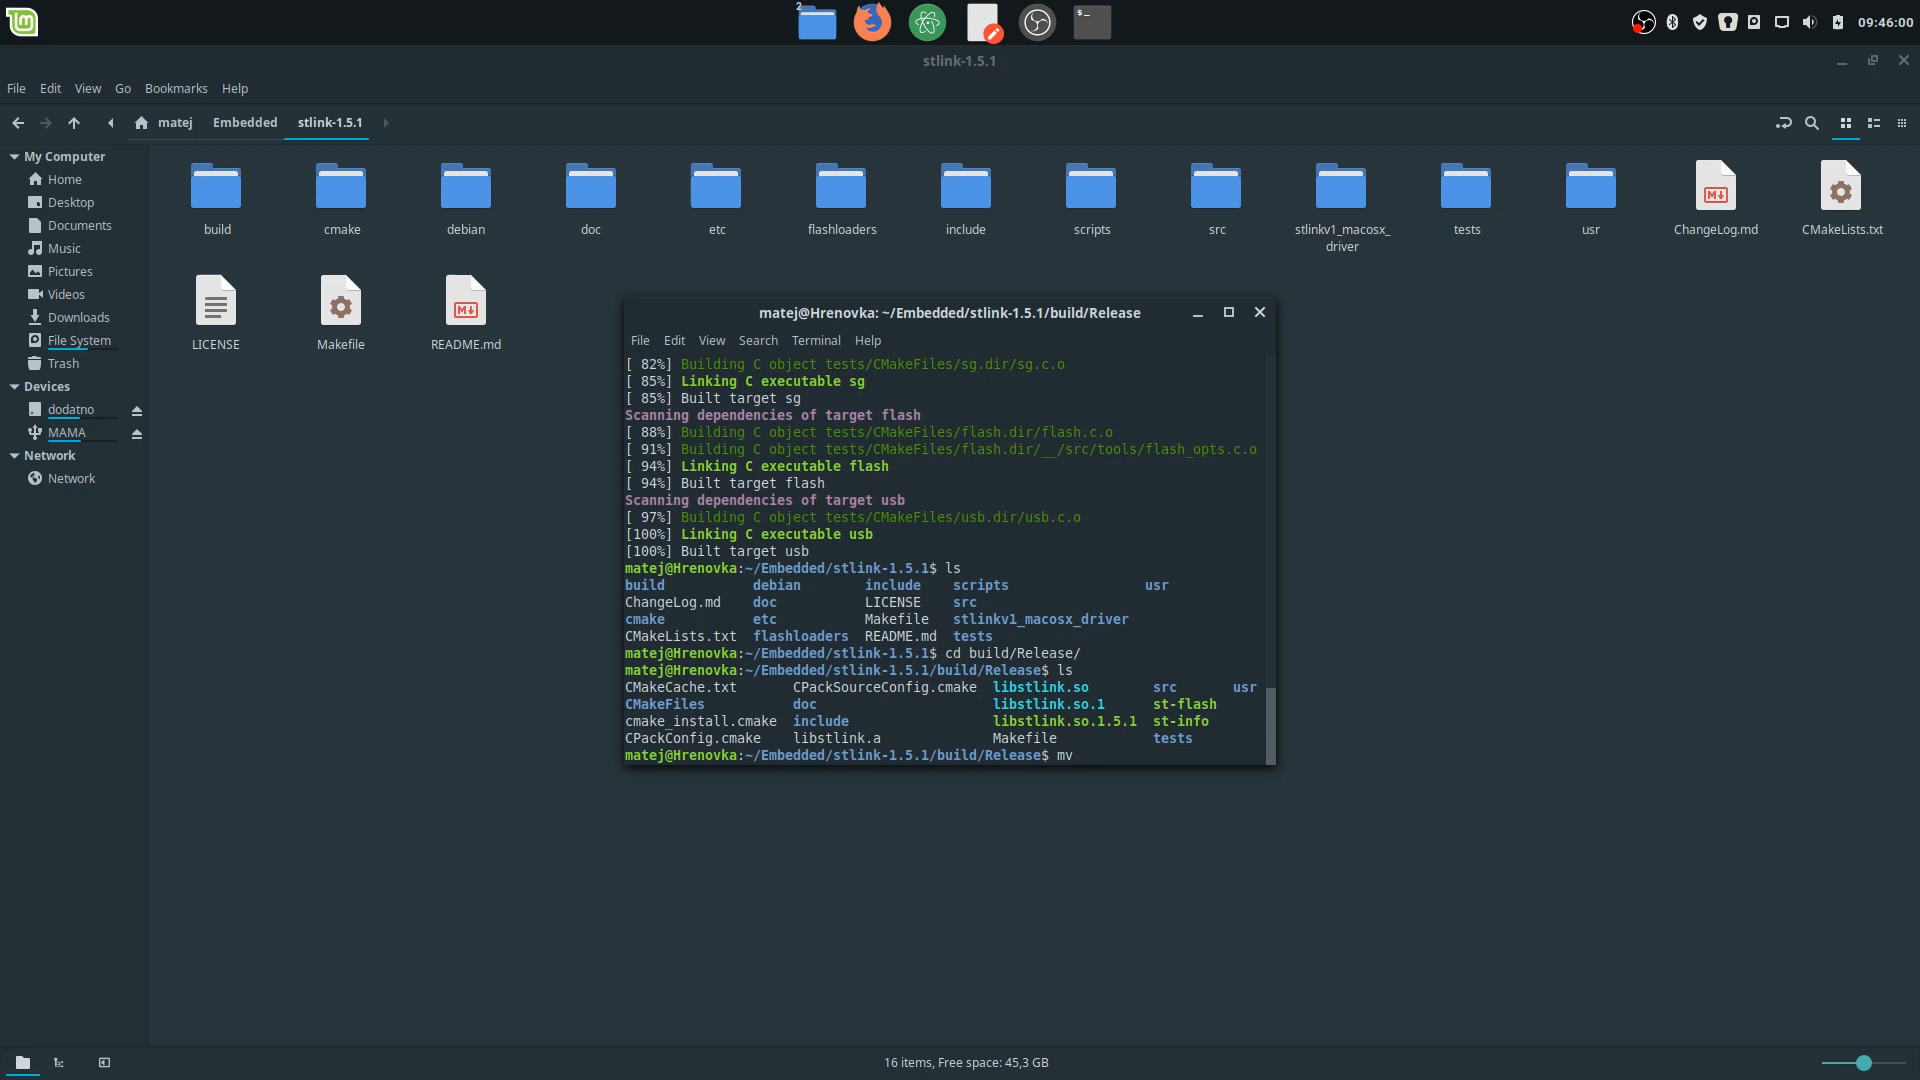 2
$_
09:46:00
stlink-1.5.1
File Edit View Go Bookmarks Help
matej Embedded stlink-1.5.1
My Computer
Home
Desktop
Documents
Music
Pictures
Videos
Downloads
File System
Trash
Devices
dodatno
MAMA
Network
Network
build cmake debian doc etc flashloaders include scripts src stlinkv1_macosx_ tests usr ChangeLog.md CMakeLists.txt
driver
LICENSE Makefile README.md
matej@Hrenovka: ~/Embedded/stlink-1.5.1/build/Release
File Edit View Search Terminal Help
[ 82%] Building C object tests/CMakeFiles/sg.dir/sg.c.o
[ 85%] Linking C executable sg
[ 85%] Built target sg
Scanning dependencies of target flash
[ 88%] Building C object tests/CMakeFiles/flash.dir/flash.c.o
[ 91%] Building C object tests/CMakeFiles/flash.dir/__/src/tools/flash_opts.c.o
[ 94%] Linking C executable flash
[ 94%] Built target flash
Scanning dependencies of target usb
[ 97%] Building C object tests/CMakeFiles/usb.dir/usb.c.o
[100%] Linking C executable usb
[100%] Built target usb
matej@Hrenovka:~/Embedded/stlink-1.5.1$ ls
build debian include scripts usr
ChangeLog.md doc LICENSE src
cmake etc Makefile stlinkv1_macosx_driver
CMakeLists.txt flashloaders README.md tests
matej@Hrenovka:~/Embedded/stlink-1.5.1$ cd build/Release/
matej@Hrenovka:~/Embedded/stlink-1.5.1/build/Release$ ls
CMakeCache.txt CPackSourceConfig.cmake libstlink.so src usr
CMakeFiles doc libstlink.so.1 st-flash
cmake_install.cmake include libstlink.so.1.5.1 st-info
CPackConfig.cmake libstlink.a Makefile tests
matej@Hrenovka:~/Embedded/stlink-1.5.1/build/Release$ mv
16 items, Free space: 45,3 GB